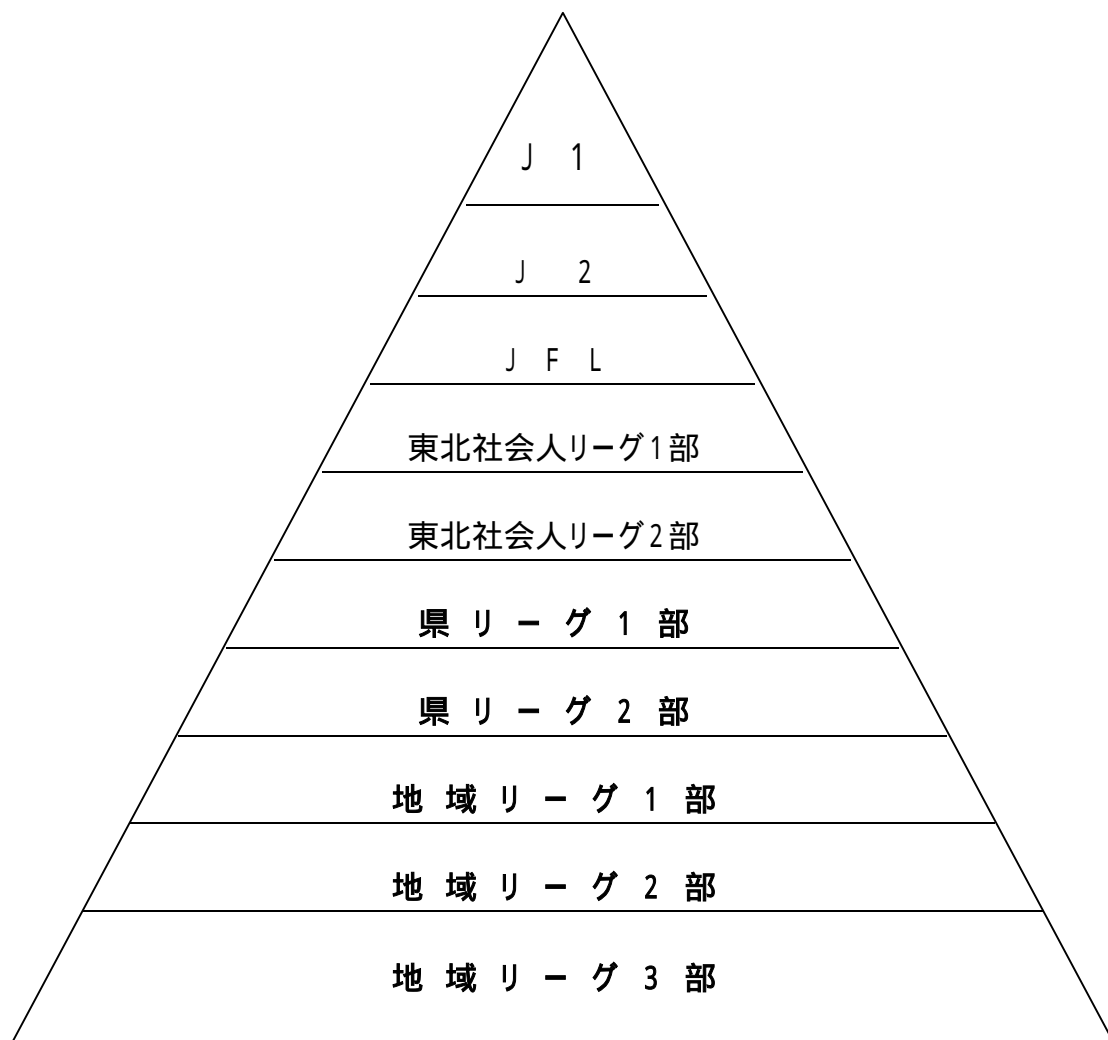 J 1
J 2
J F L
東北社会人リーグ1部
東北社会人リーグ2部
県リーグ1部
県リーグ2部
地域リーグ1部
地域リーグ2部
地域リーグ3部